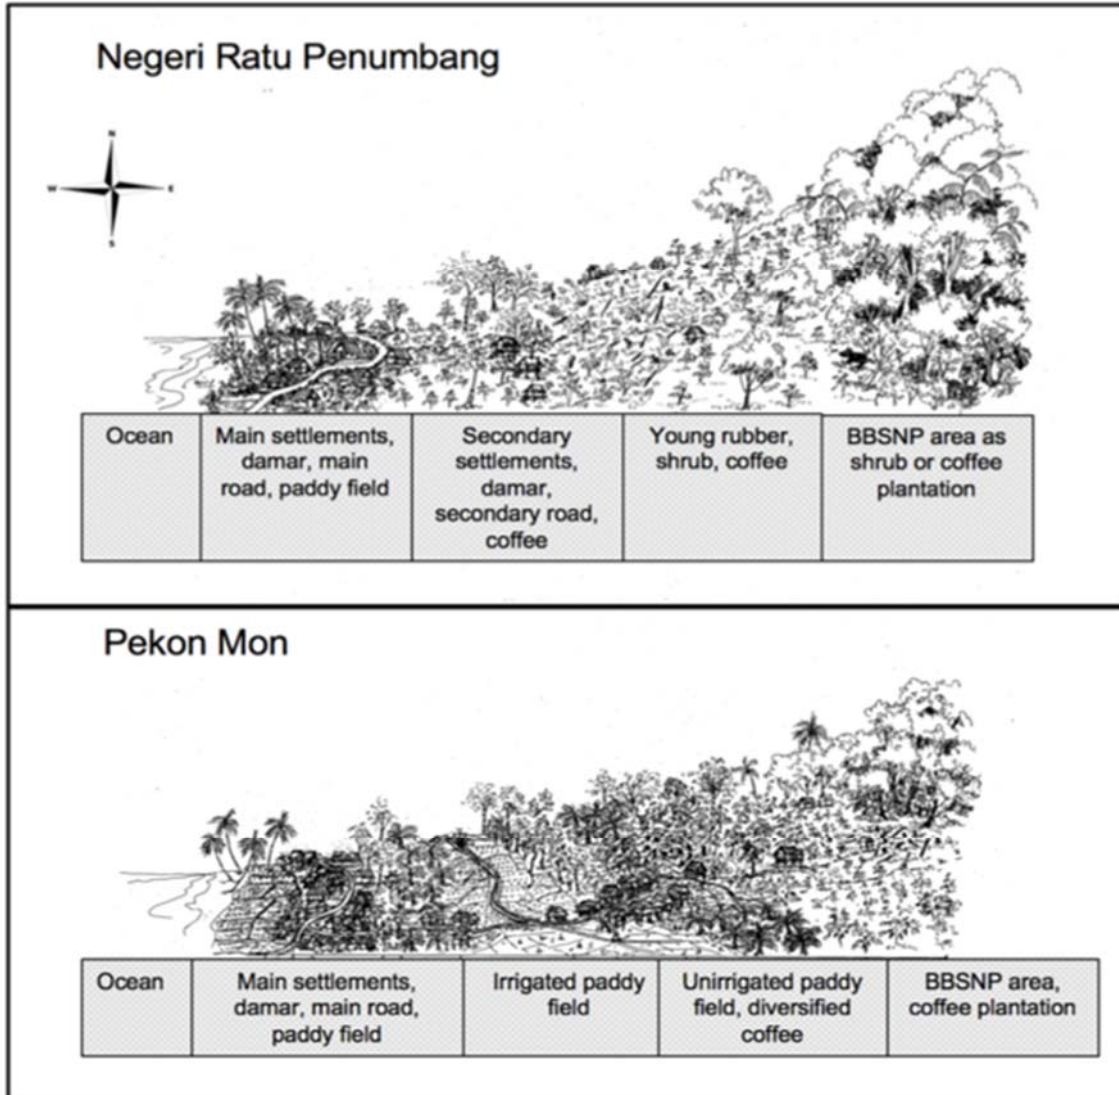 Negeri Ratu Penumbang
N
W
E
S
Ocean
Main settlements,
damar, main
road, paddy field
Secondary
settlements,
damar,
secondary road,
coffee
Young rubber,
shrub, coffee
BBSNP area as
shrub or coffee
plantation
Pekon Mon
Ocean
Main settlements,
damar, main road,
paddy field
Irrigated paddy
field
Unirrigated paddy
field, diversified
coffee
BBSNP area,
coffee plantation